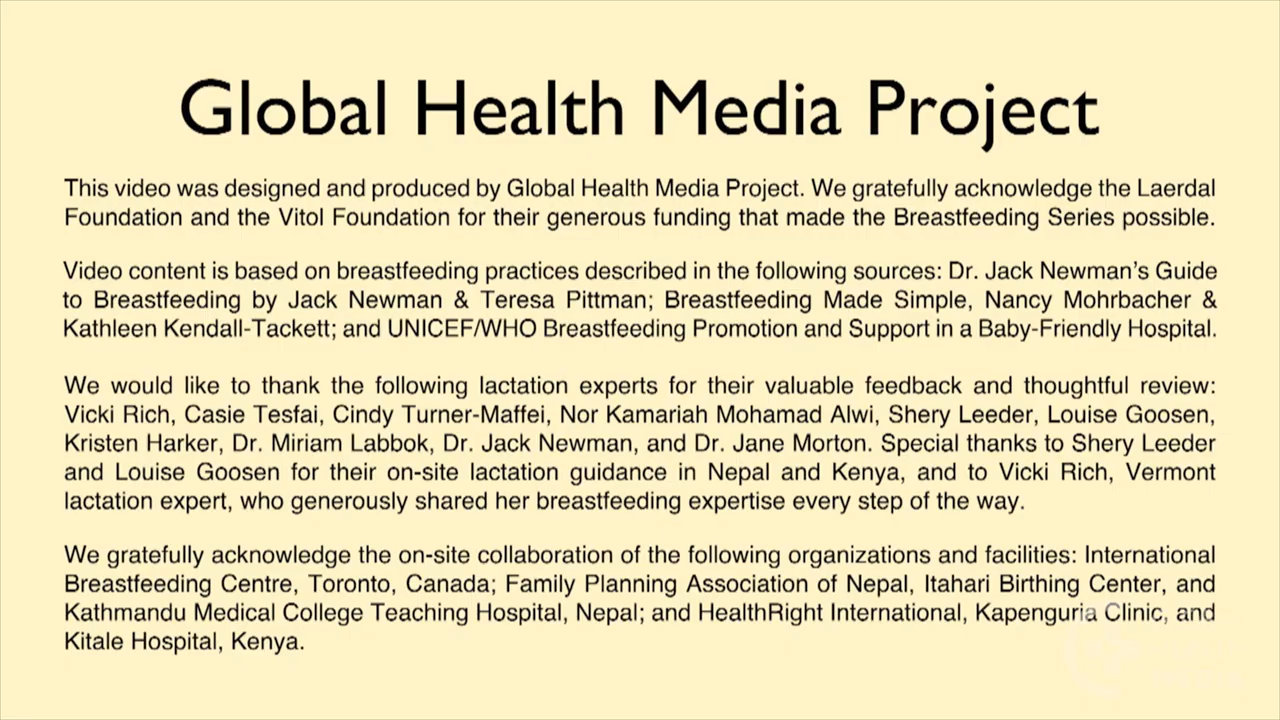 Global Health Media Project
This video was designed and produced by Global Health Media Project. We gratefully acknowledge the Laerdal
Foundation and the Vitol Foundation for their generous funding that made the Breastfeeding Series possible.
Video content is based on breastfeeding practices described in the following sources: Dr. Jack Newman's Guide
to Breastfeeding by Jack Newman & Teresa Pittman; Breastfeeding Made Simple, Nancy Mohrbacher &
Kathleen Kendall-Tackett; and UNICEF/WHO Breastfeeding Promotion and Support in a Baby-Friendly Hospital.
We would like to thank the following lactation experts for their valuable feedback and thoughtful review:
Vicki Rich, Casie Tesfai, Cindy Turner-Maffei, Nor Kamariah Mohamad Alwi, Shery Leeder, Louise Goosen,
Kristen Harker, Dr. Miriam Labbok, Dr. Jack Newman, and Dr. Jane Morton. Special thanks to Shery Leeder
and Louise Goosen for their on-site lactation guidance in Nepal and Kenya, and to Vicki Rich, Vermont
lactation expert, who generously shared her breastfeeding expertise every step of the way.
We gratefully acknowledge the on-site collaboration of the following organizations and facilities: International
Breastfeeding Centre, Toronto, Canada; Family Planning Association of Nepal, Itahari Birthing Center, and
Kathmandu Medical College Teaching Hospital, Nepal; and HealthRight International, Kapenguria Clinic, and
Kitale Hospital, Kenya.